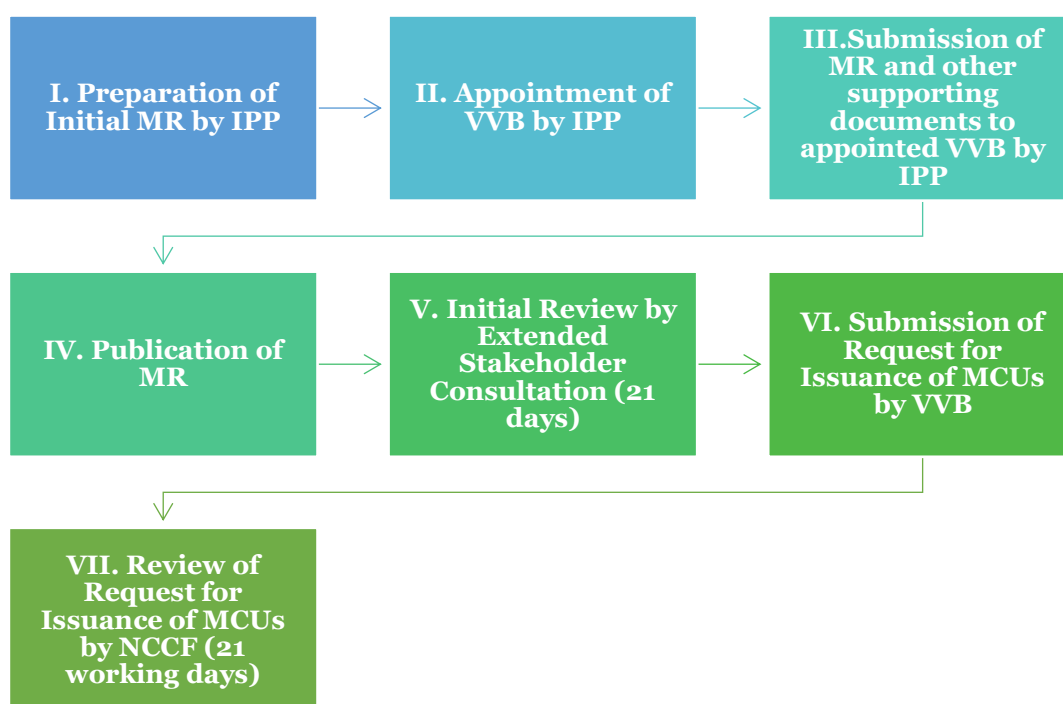 I. Preparation of
Initial MR by IPP
II. Appointment of
VVB by IPP
III.Submission of
MR and other
supporting
documents to
appointed VVB by
IPP
IV. Publication of
MR
V. Initial Review by
Extended
Stakeholder
Consultation (21
days)
VI. Submission of
Request for
Issuance of MCUs
by VVB
VII. Review of
Request for
Issuance of MCUs
by NCCF (21
working days)